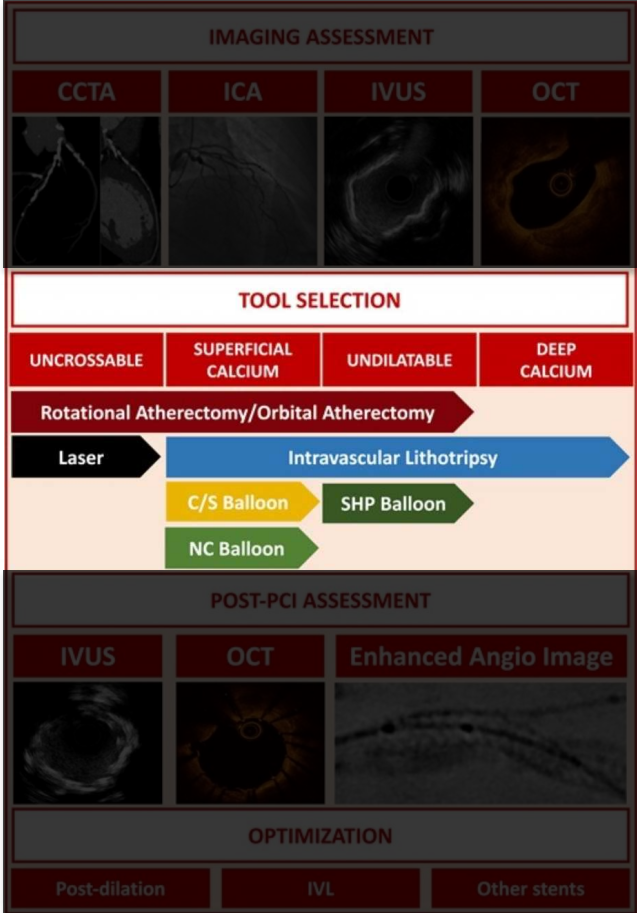 IMAGING ASSESSMENT
CCTA
ICA
IVUS
OCT
TOOL SELECTION
UNCROSSABLE
SUPERFICIAL
CALCIUM
UNDILATABLE
DEEP
CALCIUM
Rotational Atherectomy/Orbital Atherectomy
Laser
Intravascular Lithotripsy
C/S Balloon
SHP Balloon
NC Balloon
POST-PCI ASSESSMENT
IVUS
OCT
Enhanced Angio Image
OPTIMIZATION
Post-dilation
IVL
Other stents